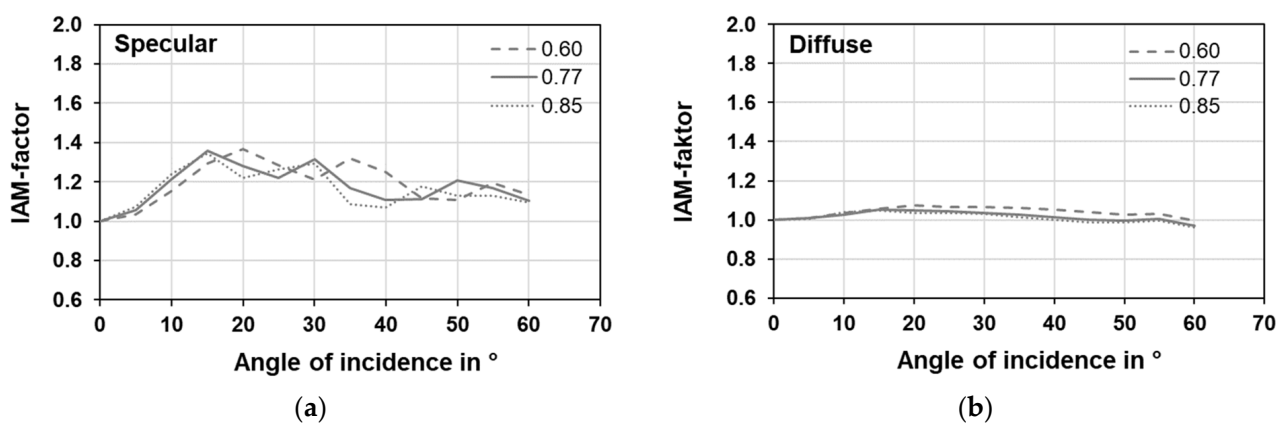 Specular
0.60
0.77
0.85
IAM-factor
2.0
1.8
1.6
1.4
1.2
1.0
0.8
0.6
0 10 20 30 40 50 60 70
Angle of incidence in °
(a)
Diffuse
0.60
0.77
0.85
IAM-faktor
2.0
1.8
1.6
1.4
1.2
1.0
0.8
0.6
0 10 20 30 40 50 60 70
Angle of incidence in °
(b)